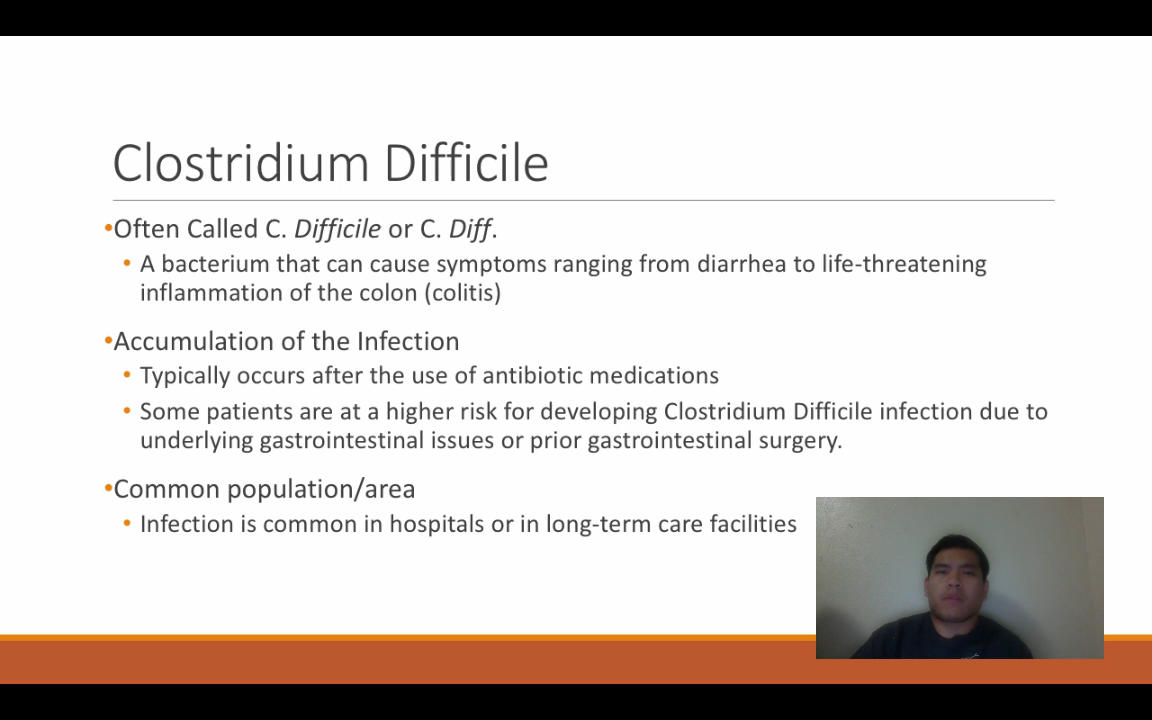 Clostridium Difficile
•Often Called C. Difficile or C. Diff.
• A bacterium that can cause symptoms ranging from diarrhea to life-threatening
inflammation of the colon (colitis)
•Accumulation of the Infection
• Typically occurs after the use of antibiotic medications
• Some patients are at a higher risk for developing Clostridium Difficile infection due to
underlying gastrointestinal issues or prior gastrointestinal surgery.
•Common population/area
• Infection is common in hospitals or in long-term care facilities